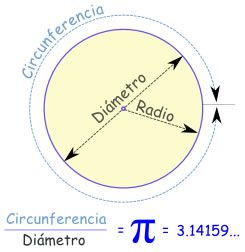 Circunferencia
Diámetro
Radio
Circunferencia
Diámetro
= π = 3.14159...